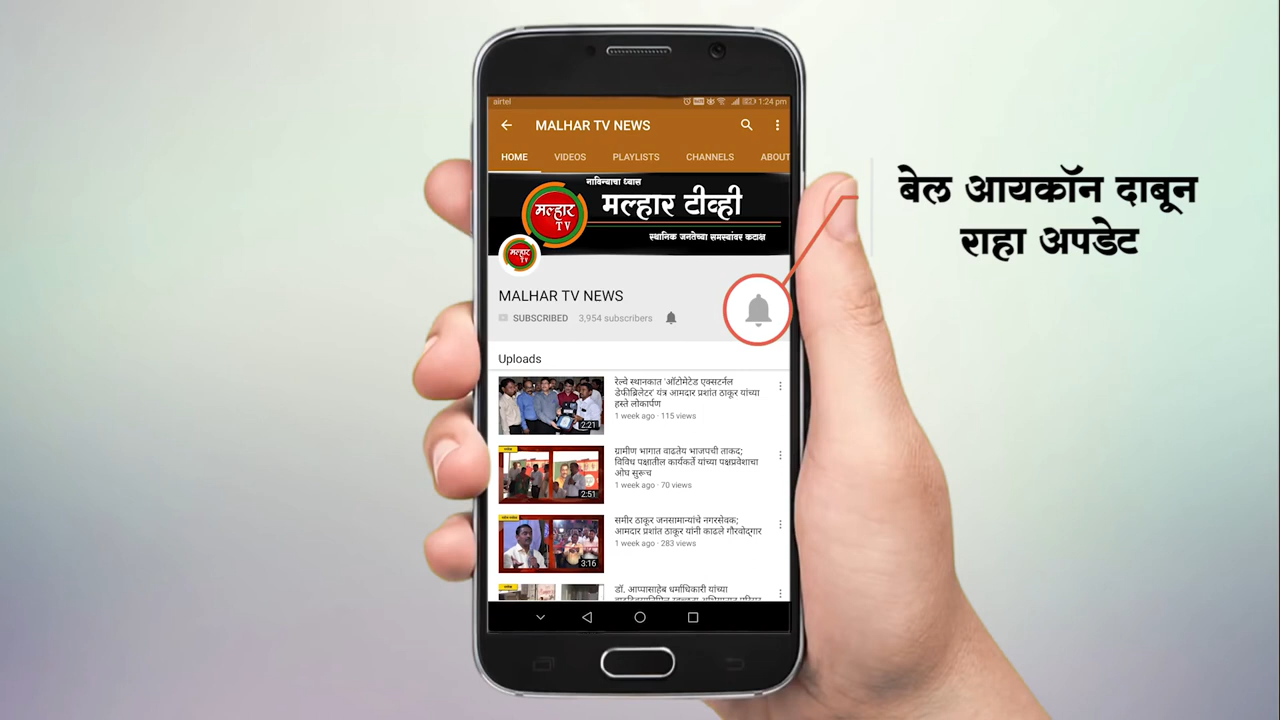 airtel 1:24 pm
MALHAR TV NEWS
HOME VIDEOS PLAYLISTS CHANNELS ABOUT
नाविन्याचा ध्यास
मल्हार टीव्ही
मल्हार
TV
स्थानिक जनतेच्या समस्यांवर कटाक्ष
मल्हार
TV
MALHAR TV NEWS
SUBSCRIBED 3,954 subscribers
Uploads
रेल्वे स्थानकात 'ऑटोमेटेड एक्सटर्नल
डेफीब्रिलेटर' यंत्र आमदार प्रशांत ठाकूर यांच्या
हस्ते लोकार्पण
1 week ago · 115 views
2:21
ग्रामीण भागात वाढतेय भाजपची ताकद;
विविध पक्षातील कार्यकर्ते यांच्या पक्षप्रवेशाचा
ओघ सुरूच
1 week ago · 70 views
2:51
समीर ठाकूर जनसामान्यांचे नगरसेवक;
आमदार प्रशांत ठाकूर यांनी काढले गौरवोद्गार
1 week ago · 283 views
3:16
डॉ. आप्पासाहेब धर्माधिकारी यांच्या
बेल आयकॉन दाबून
राहा अपडेट